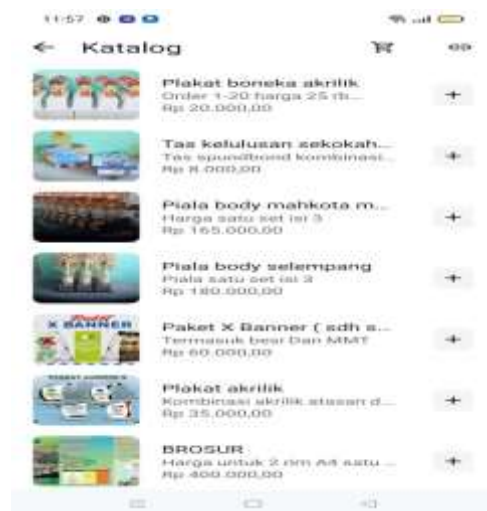 11:57
Katalog
Plakat boneka akrilik
Order 1-20 harga 25 rb...
Rp 20.000,00
Tas kelulusan sekokah...
Tas spundbond kombinasi...
Rp 8.000,00
Piala body mahkota m...
Harga satu set isi 3
Rp 165.000,00
Piala body selempang
Piala satu set isi 3
Rp 180.000,00
X BANNER
Paket X Banner ( sdh s...
Termasuk besi Dan MMT
Rp 60.000,00
Plakat akrilik
Kombinasi akrilik atasan d...
Rp 35.000,00
BROSUR
Harga untuk 2 rim A4 satu ...
Rp 400.000,00